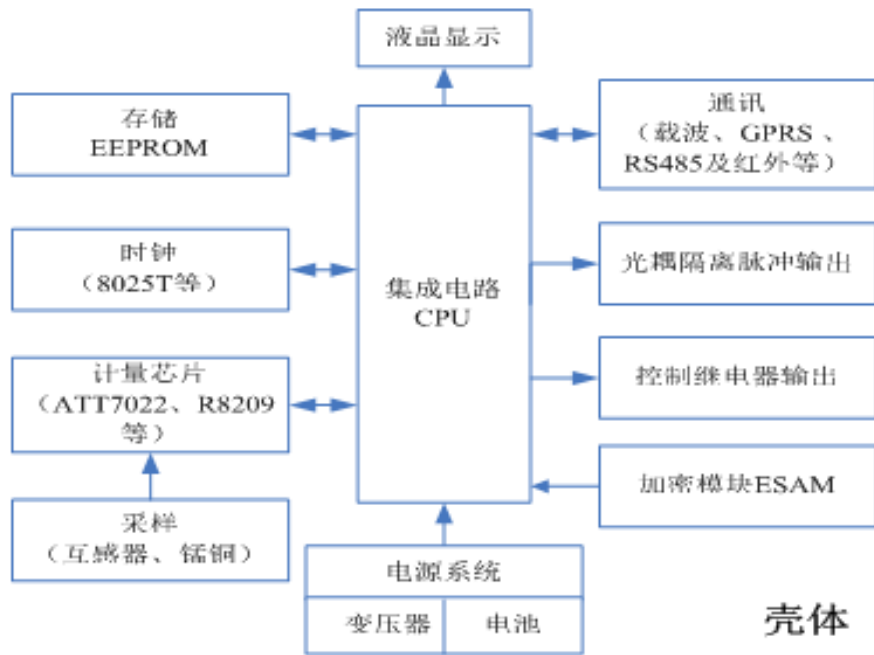 液晶显示
存储
EEPROM
通讯
（载波、GPRS 、
RS485及红外等）
时钟
（8025T等）
光耦隔离脉冲输出
集成电路
CPU
计量芯片
（ATT7022、R8209
等）
控制继电器输出
加密模块ESAM
采样
（互感器、锰铜）
电源系统
变压器
电池
壳体